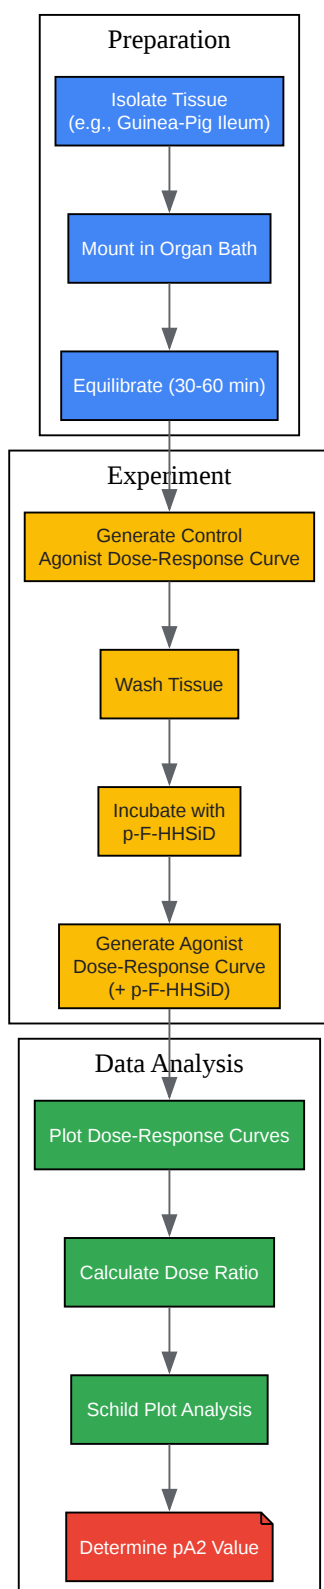 Preparation
Isolate Tissue
(e.g., Guinea-Pig Ileum)
Mount in Organ Bath
Equilibrate (30-60 min)
Experiment
Generate Control
Agonist Dose-Response Curve
Wash Tissue
Incubate with
p-F-HHSiD
Generate Agonist
Dose-Response Curve
(+ p-F-HHSiD)
Data Analysis
Plot Dose-Response Curves
Calculate Dose Ratio
Schild Plot Analysis
Determine pA2 Value